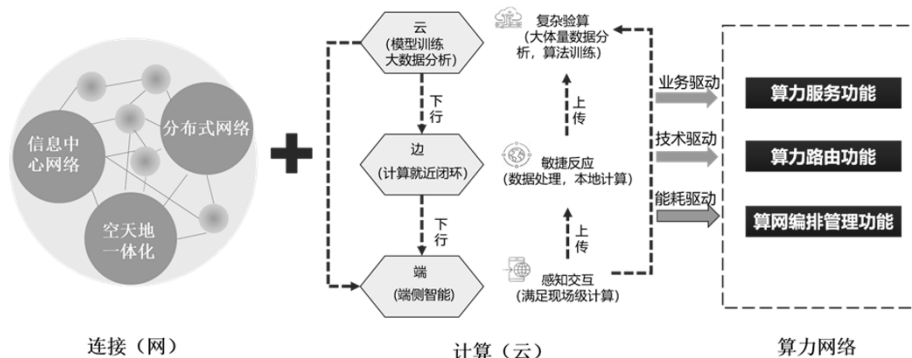 信息中
心网络
分布式网络
空天地
一体化
连接（网）
云
(模型训练
大数据分析)
下
行
边
(计算就近闭环)
下
行
端
(端侧智能)
复杂验算
(大体量数据分
析，算法训练)
上
传
敏捷反应
(数据处理，本地计算)
上
传
感知交互
(满足现场级计算)
计算（云）
业务驱动
技术驱动
能耗驱动
算力服务功能
算力路由功能
算网编排管理功能
算力网络